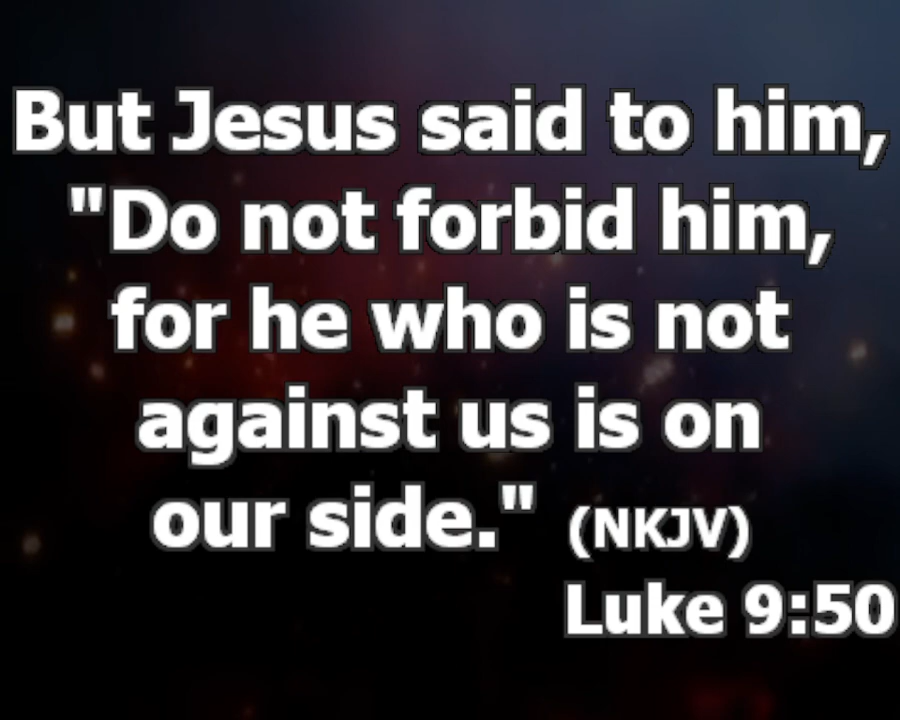 But Jesus said to him,
"Do not forbid him,
for he who is not
against us is on
our side." (NKJV)
Luke 9:50